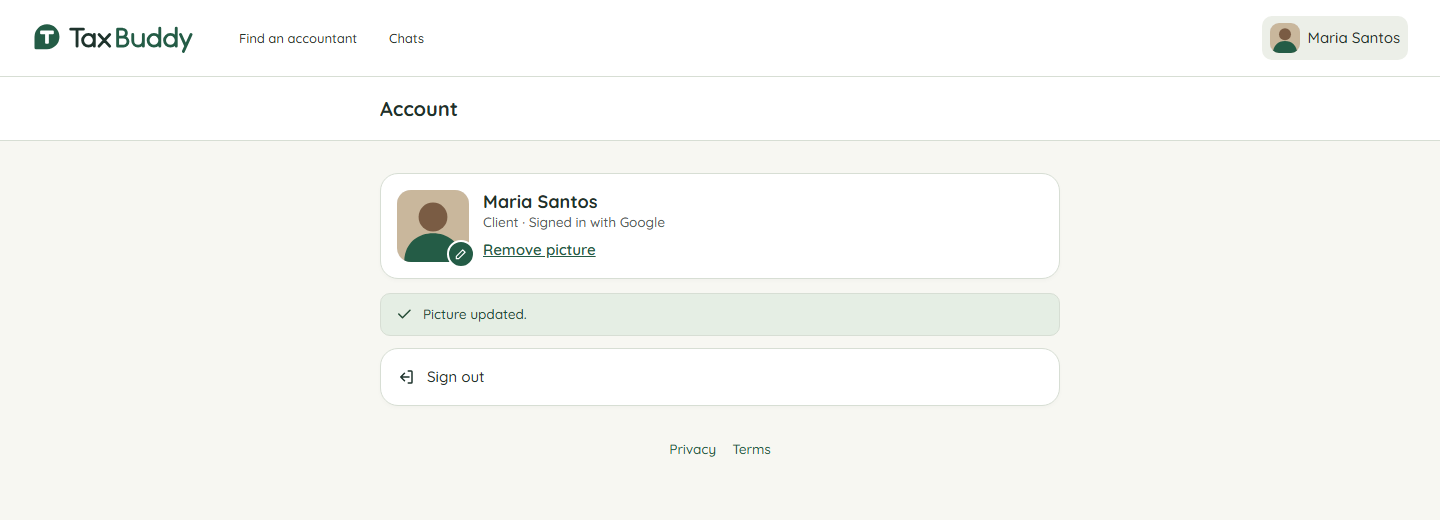 TaxBuddy
Find an accountant
Chats
Maria Santos
Account
Maria Santos
Client · Signed in with Google
Remove picture
Picture updated.
Sign out
Privacy
Terms